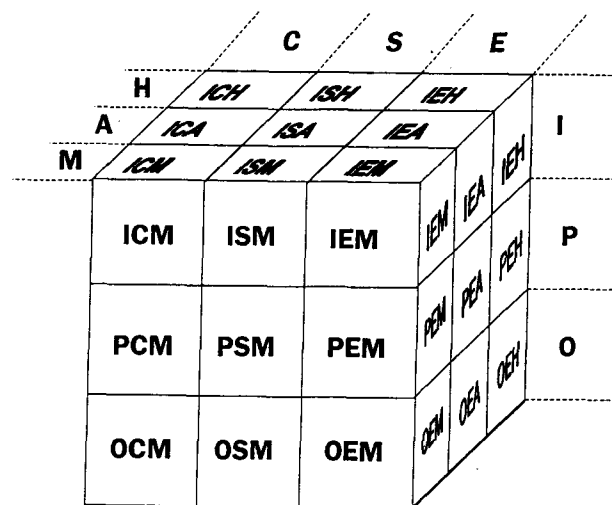 C S E
H ICH ISH IEH
A ICA ISA IEA I
M ICM ISM IEM
ICM ISM IEM IEM IEA IEH
P
PCM PSM PEM PEM PEA PEH
O
OCM OSM OEM OEM OEA OEH